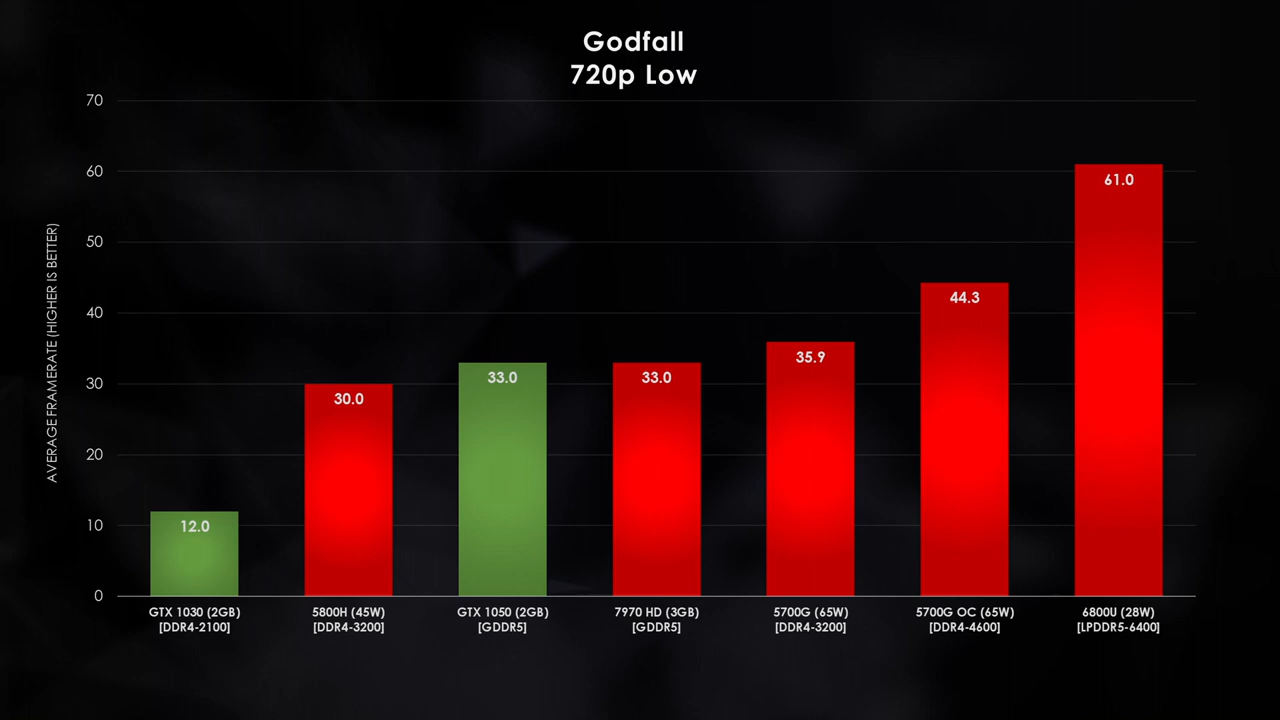 Godfall
720p Low
AVERAGE FRAMERATE (HIGHER IS BETTER)
70
60
50
40
30
20
10
0
12.0
30.0
33.0
33.0
35.9
44.3
61.0
GTX 1030 (2GB)
[DDR4-2100]
5800H (45W)
[DDR4-3200]
GTX 1050 (2GB)
[GDDR5]
7970 HD (3GB)
[GDDR5]
5700G (65W)
[DDR4-3200]
5700G OC (65W)
[DDR4-4600]
6800U (28W)
[LPDDR5-6400]